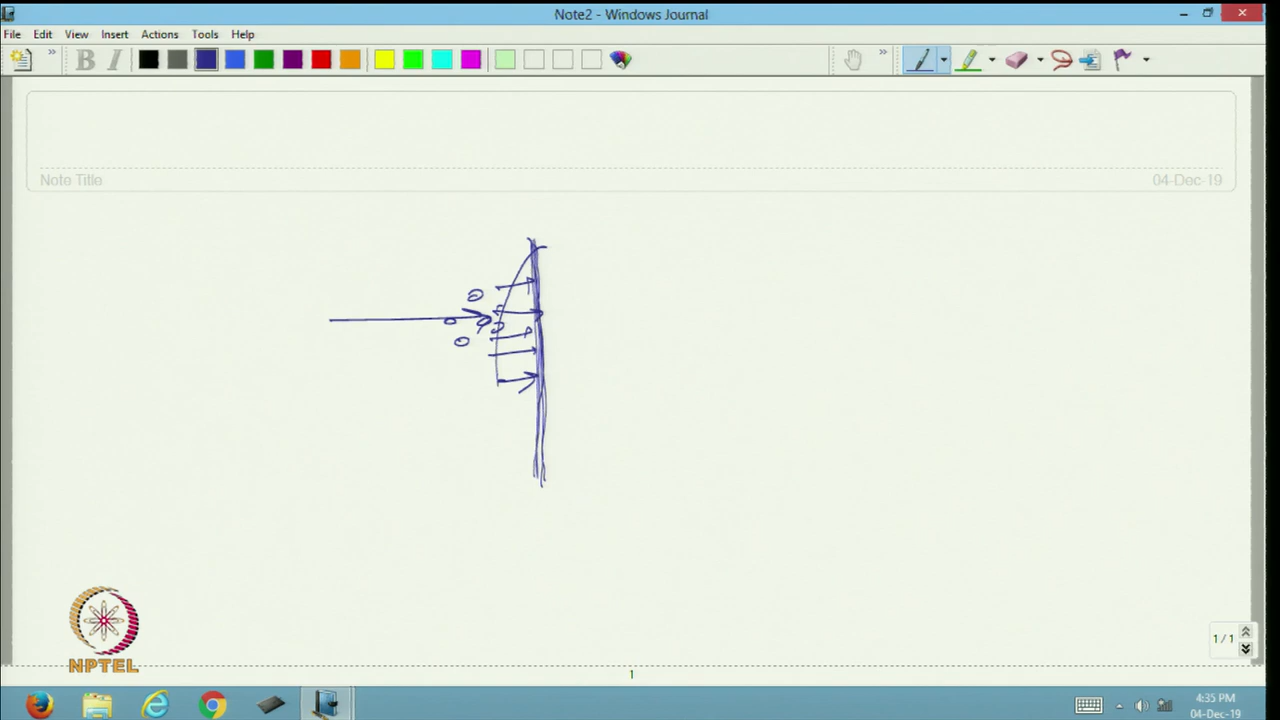 Note2 - Windows Journal
File Edit View Insert Actions Tools Help
B I
Note Title
04-Dec-19
NPTEL
1 / 1
1
4:35 PM
04-Dec-19